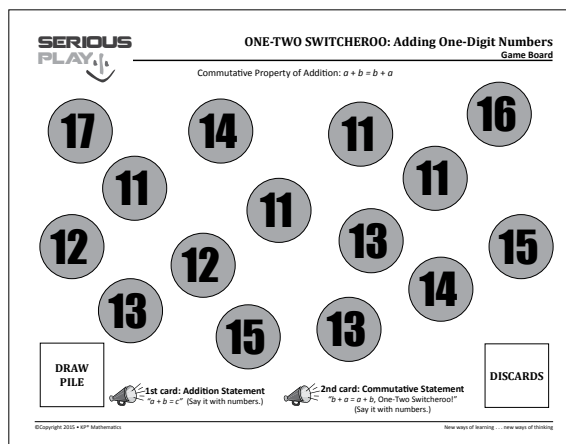 SERIOUS
PLAY
ONE-TWO SWITCHEROO: Adding One-Digit Numbers
Game Board
Commutative Property of Addition: a + b = b + a
17
14
11
16
11
11
11
12
12
13
15
13
14
15
13
DRAW
PILE
1st card: Addition Statement
"a + b = c" (Say it with numbers.)
2nd card: Commutative Statement
"b + a = a + b, One-Two Switcheroo!"
(Say it with numbers.)
DISCARDS
©Copyright 2015 • KP® Mathematics
New ways of learning . . . new ways of thinking